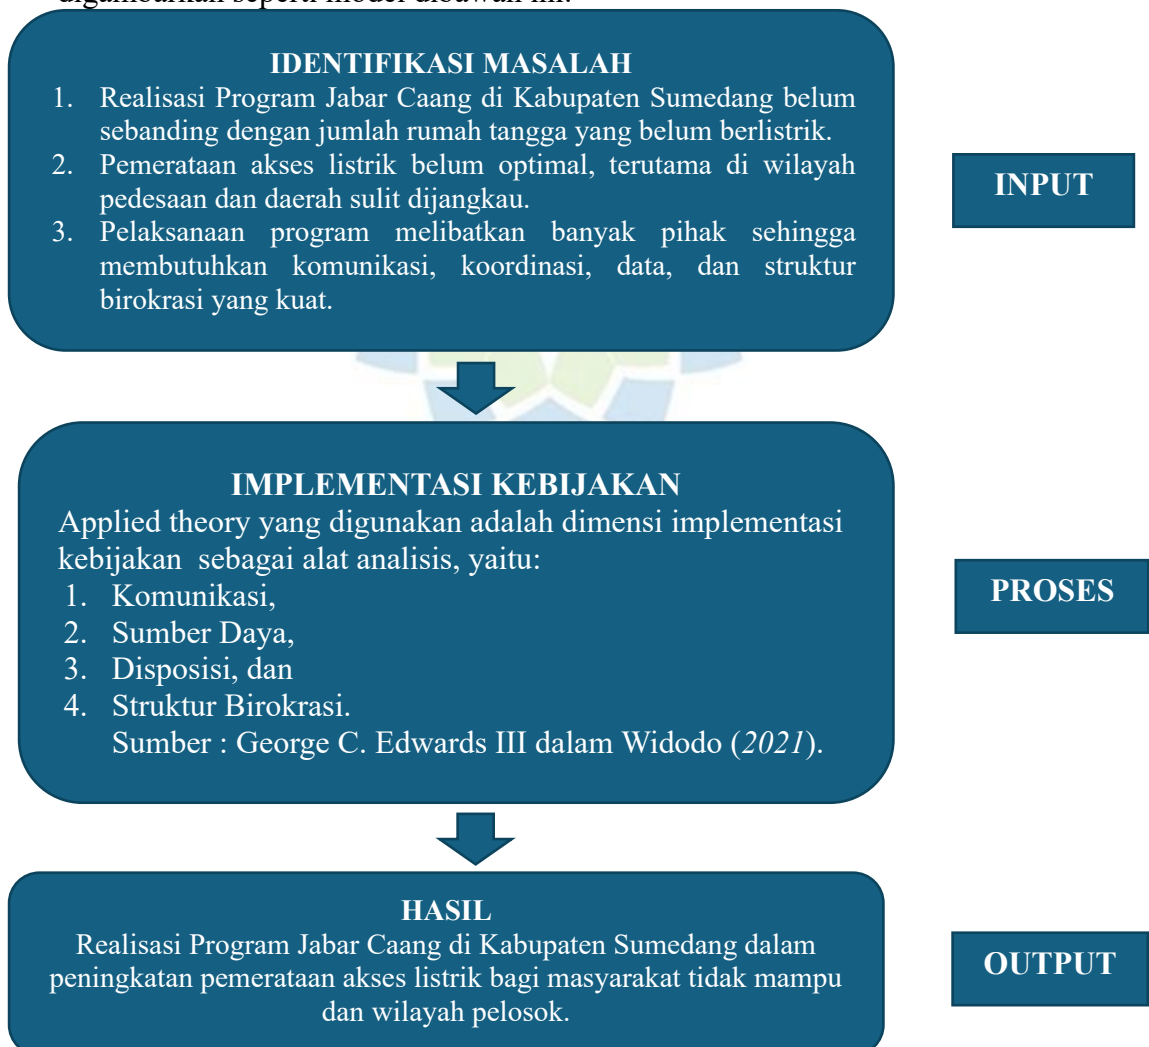 digambarkan seperti model dibawah ini:
IDENTIFIKASI MASALAH
1. Realisasi Program Jabar Caang di Kabupaten Sumedang belum
sebanding dengan jumlah rumah tangga yang belum berlistrik.
2. Pemerataan akses listrik belum optimal, terutama di wilayah
pedesaan dan daerah sulit dijangkau.
3. Pelaksanaan program melibatkan banyak pihak sehingga
membutuhkan komunikasi, koordinasi, data, dan struktur
birokrasi yang kuat.
INPUT
IMPLEMENTASI KEBIJAKAN
Applied theory yang digunakan adalah dimensi implementasi
kebijakan sebagai alat analisis, yaitu:
1. Komunikasi,
2. Sumber Daya,
3. Disposisi, dan
4. Struktur Birokrasi.
Sumber : George C. Edwards III dalam Widodo (2021).
PROSES
HASIL
Realisasi Program Jabar Caang di Kabupaten Sumedang dalam
peningkatan pemerataan akses listrik bagi masyarakat tidak mampu
dan wilayah pelosok.
OUTPUT